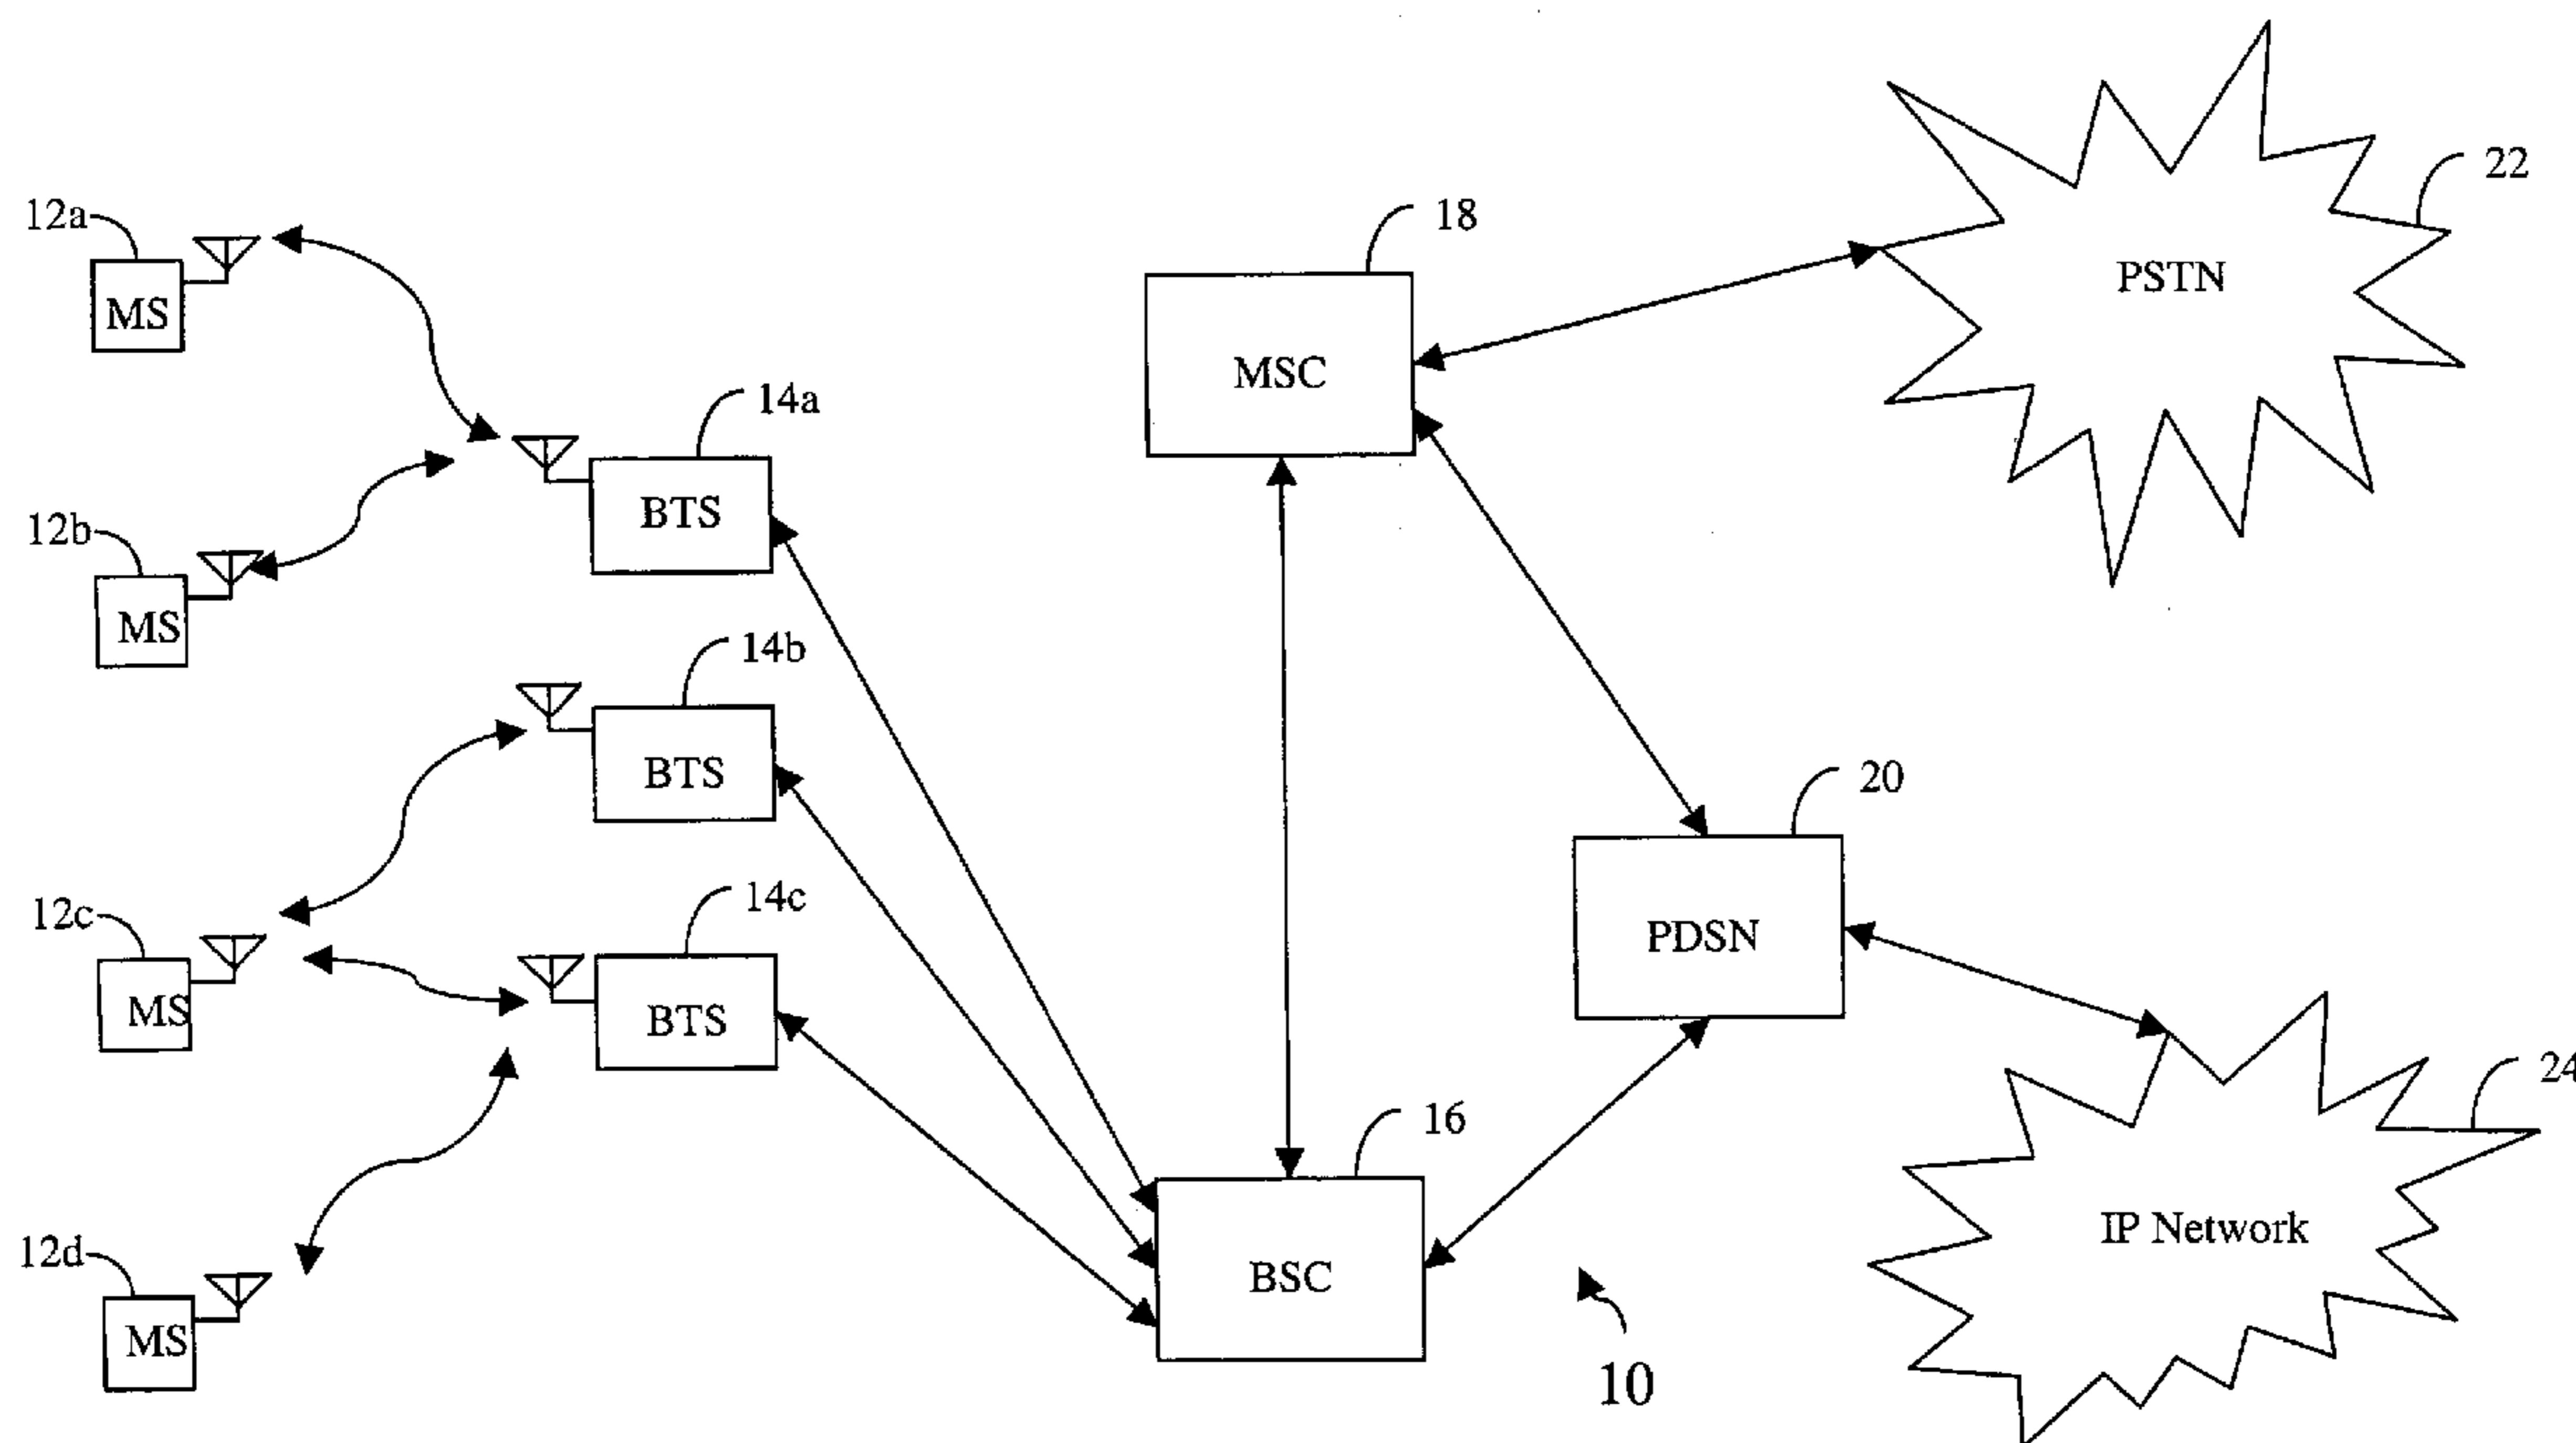 12a
MS
12b
MS
12c
MS
12d
MS
14a
BTS
14b
BTS
14c
BTS
18
MSC
16
BSC
20
PDSN
22
PSTN
24
IP Network
10